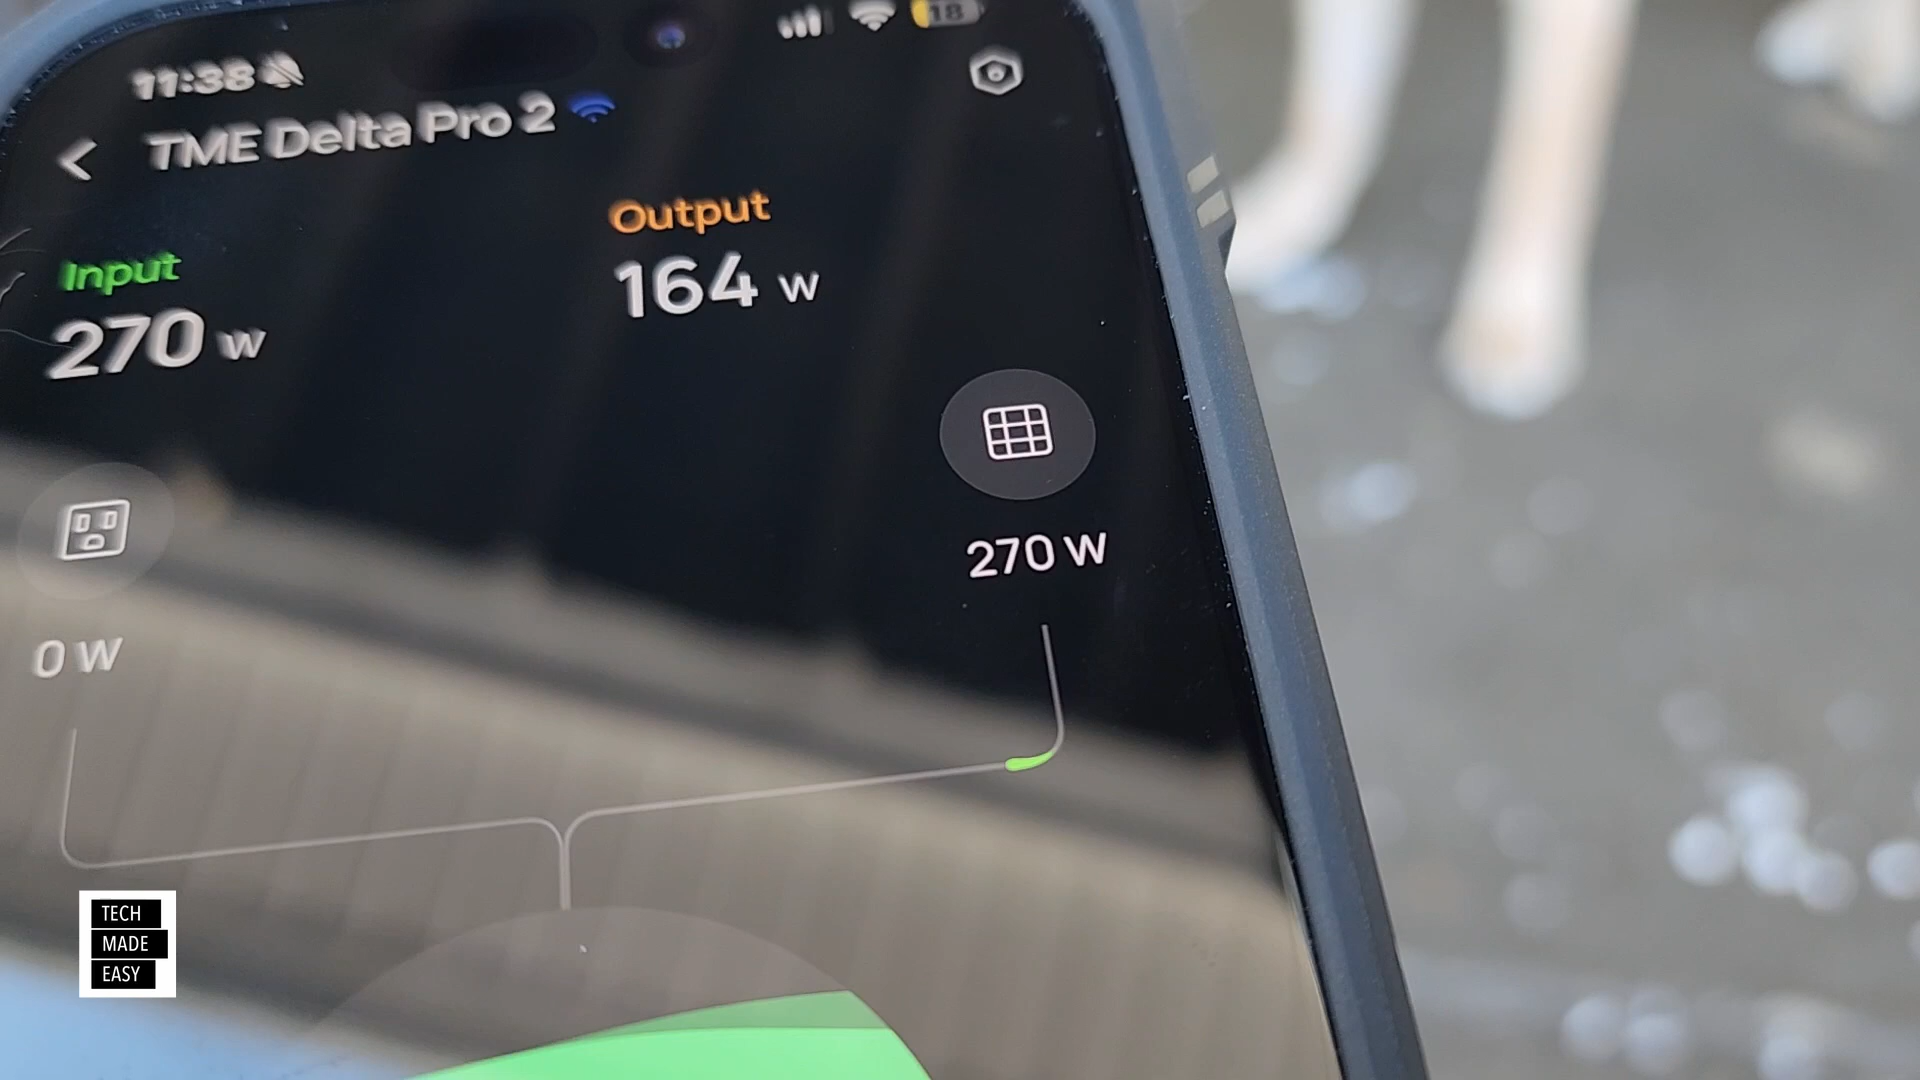 11:38
18
TME Delta Pro 2
Output
164 W
Input
270 W
270 W
0 W
TECH
MADE
EASY